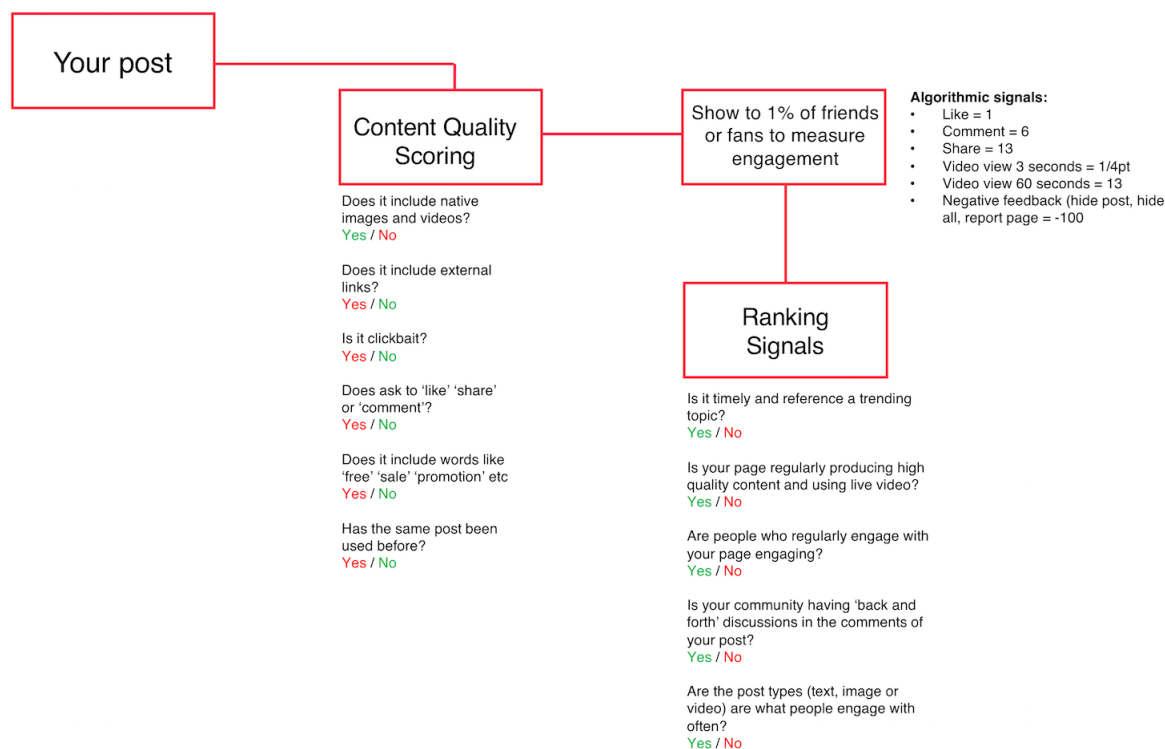 Your post
Content Quality
Scoring
Does it include native
images and videos?
Yes / No
Does it include external
links?
Yes / No
Is it clickbait?
Yes / No
Does ask to ‘like’ ‘share’
or ‘comment’?
Yes / No
Does it include words like
‘free’ ‘sale’ ‘promotion’ etc
Yes / No
Has the same post been
used before?
Yes / No
Show to 1% of friends
or fans to measure
engagement
Algorithmic signals:
• Like = 1
• Comment = 6
• Share = 13
• Video view 3 seconds = 1/4pt
• Video view 60 seconds = 13
• Negative feedback (hide post, hide
all, report page = -100
Ranking
Signals
Is it timely and reference a trending
topic?
Yes / No
Is your page regularly producing high
quality content and using live video?
Yes / No
Are people who regularly engage with
your page engaging?
Yes / No
Is your community having ‘back and
forth’ discussions in the comments of
your post?
Yes / No
Are the post types (text, image or
video) are what people engage with
often?
Yes / No